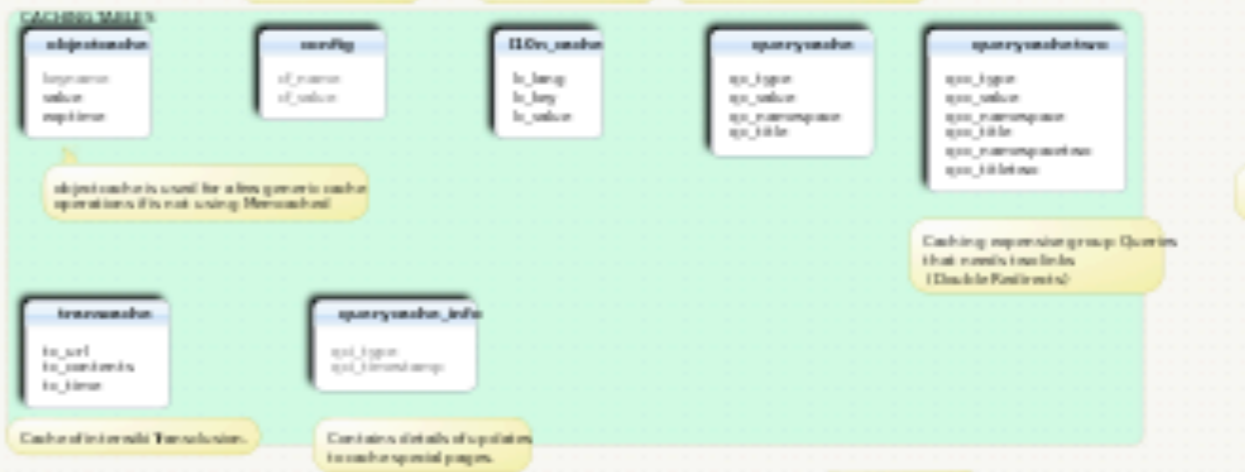 CACHING TABLES
objectcache
keyname
value
exptime
config
cf_name
cf_value
l10n_cache
lc_lang
lc_key
lc_value
querycache
qc_type
qc_value
qc_namespace
qc_title
querycachetwo
qcc_type
qcc_value
qcc_namespace
qcc_title
qcc_namespacetwo
qcc_titletwo
objectcache is used for a few generic cache
operations if is not using Memcached
Caching expensive group Queries
that needs two links
(Double Redirects)
transcache
tc_url
tc_contents
tc_time
querycache_info
qci_type
qci_timestamp
Cache of interwiki Transclusion.
Contains details of updates
to cache special pages.